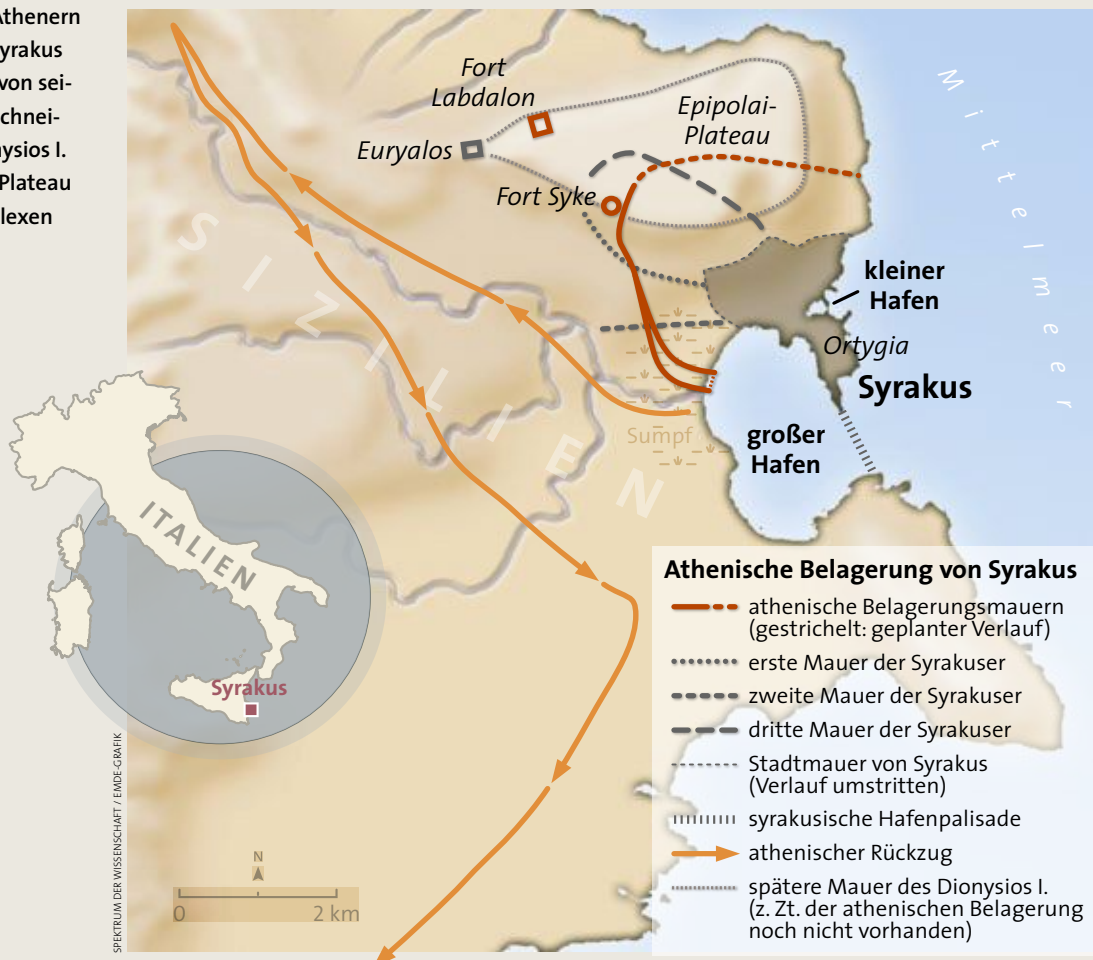 Athenern
yrakus
von sei-
chnei-
nysios I.
Plateau
lexen
Fort
Labdalon
Epipolai-
Plateau
Euryalos
Fort Syke
Mittelmeer
SIZILIEN
kleiner
Hafen
Ortygia
Syrakus
großer
Hafen
Sumpf
ITALIEN
Syrakus
Athenische Belagerung von Syrakus
athenische Belagerungsmauern
(gestrichelt: geplanter Verlauf)
erste Mauer der Syrakuser
zweite Mauer der Syrakuser
dritte Mauer der Syrakuser
Stadtmauer von Syrakus
(Verlauf umstritten)
syrakusische Hafenpalisade
athenischer Rückzug
spätere Mauer des Dionysios I.
(z. Zt. der athenischen Belagerung
noch nicht vorhanden)
N
0 2 km
SPEKTRUM DER WISSENSCHAFT / EMDE-GRAFIK